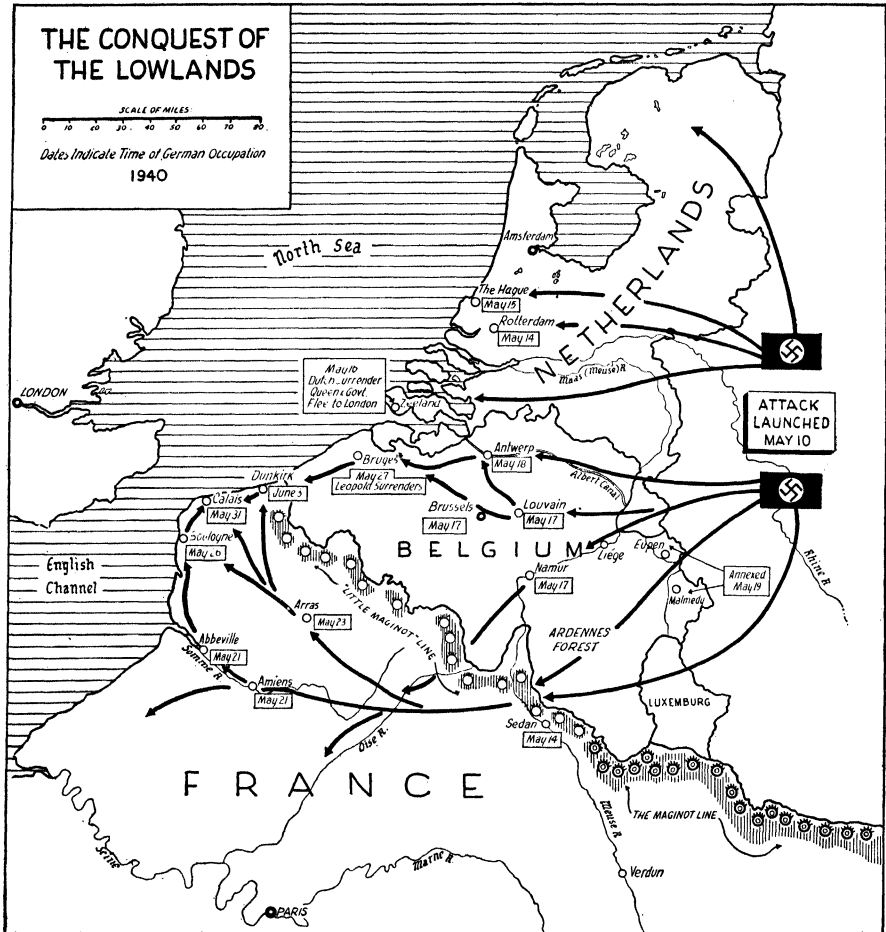 THE CONQUEST OF
THE LOWLANDS
SCALE OF MILES
0 10 20 30 40 50 60 70 80
Dates Indicate Time of German Occupation
1940
North Sea
NETHERLANDS
Amsterdam
The Hague
May 15
Rotterdam
May 14
Maas (Meuse) R.
May 16
Dutch Surrender
Queen & Govt.
Flee to London
Zeeland
LONDON
ATTACK
LAUNCHED
MAY 10
Antwerp
May 18
Bruges
May 27
Leopold Surrenders
Albert Canal
Dunkirk
June 3
Calais
May 31
Brussels
May 17
Louvain
May 17
Boulogne
May 26
BELGIUM
Liége
Eupen
Rhine R.
English
Channel
Namur
May 17
Annexed
May 19
Malmedy
"LITTLE MAGINOT" LINE
Arras
May 23
ARDENNES
FOREST
Abbeville
May 21
Somme R.
Amiens
May 21
LUXEMBURG
Sedan
May 14
Oise R.
FRANCE
Meuse R.
THE MAGINOT LINE
Seine
Marne R.
Verdun
PARIS